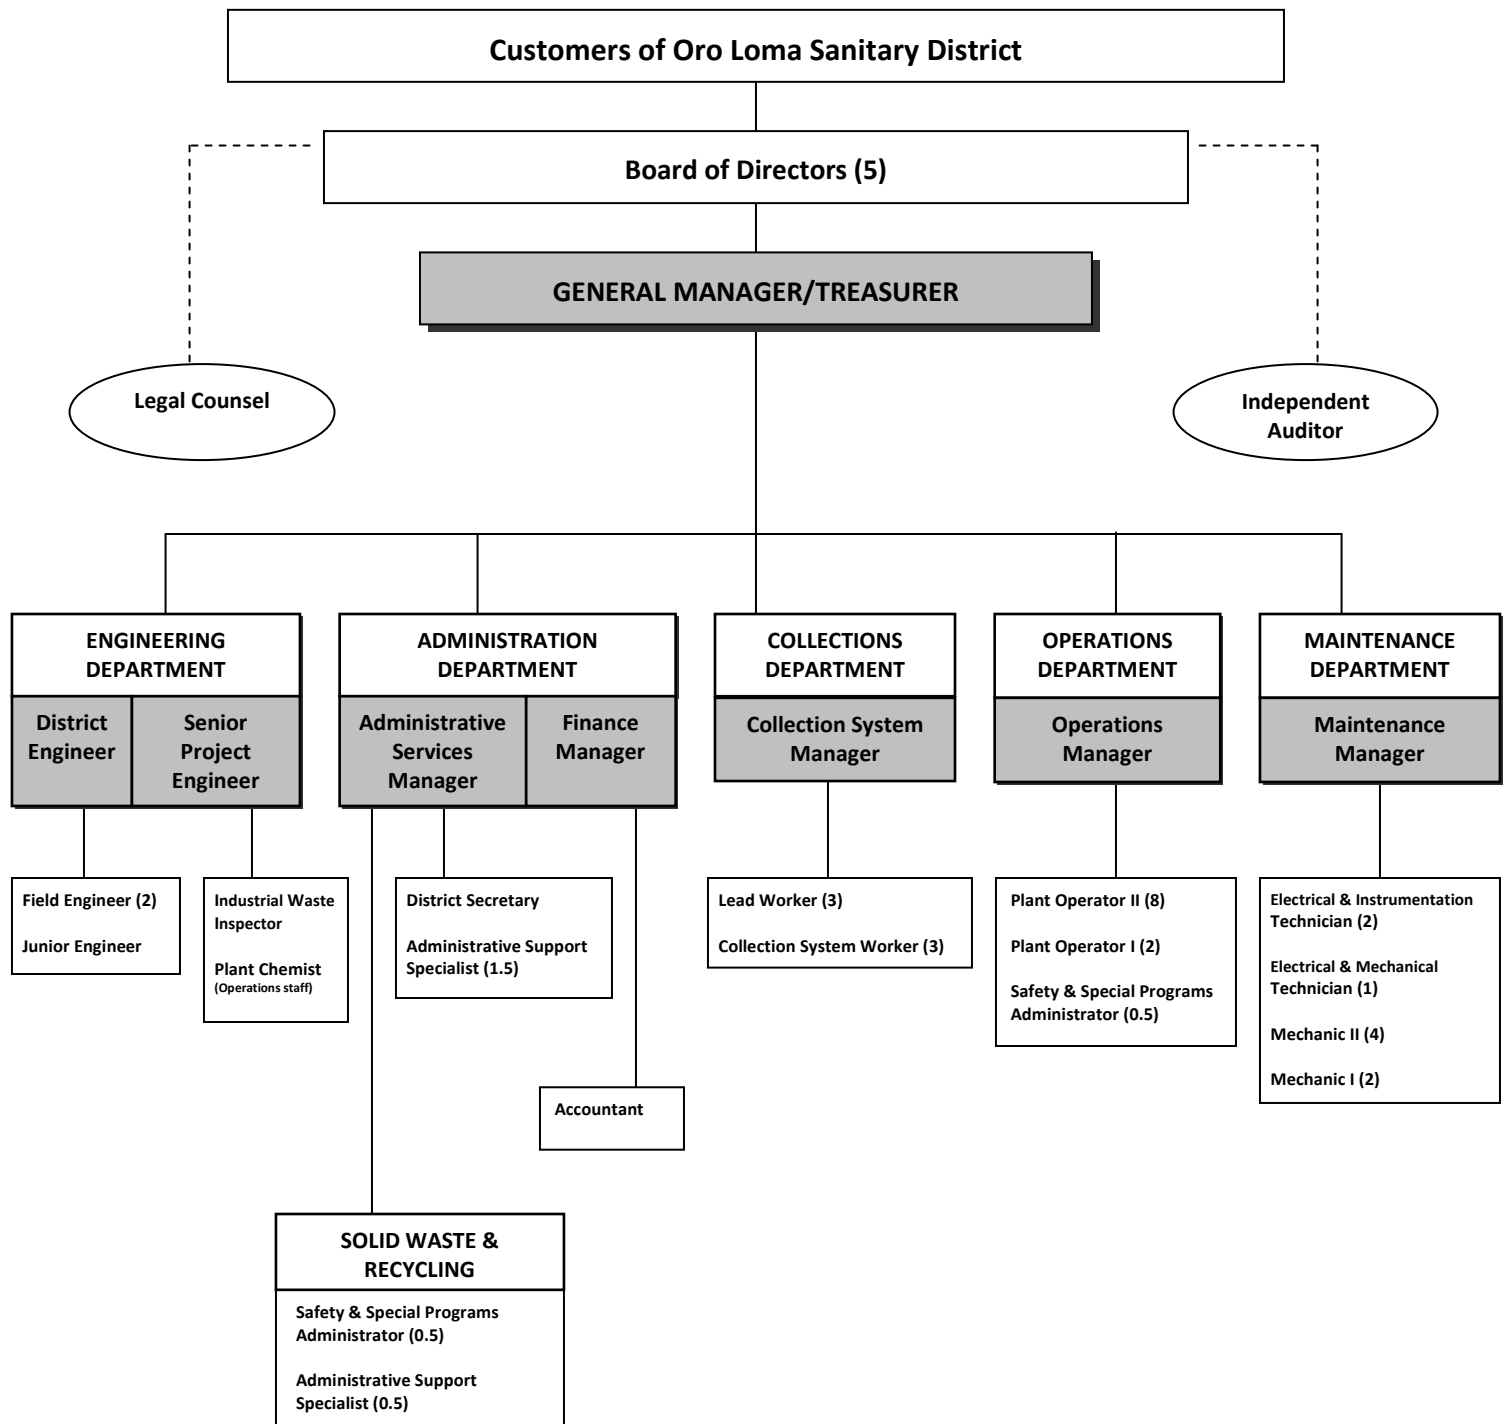 Customers of Oro Loma Sanitary District
Board of Directors (5)
GENERAL MANAGER/TREASURER
Legal Counsel
Independent
Auditor
ENGINEERING
DEPARTMENT
District
Engineer
Senior
Project
Engineer
Field Engineer (2)
Junior Engineer
Industrial Waste
Inspector
Plant Chemist
(Operations staff)
ADMINISTRATION
DEPARTMENT
Administrative
Services
Manager
Finance
Manager
District Secretary
Administrative Support
Specialist (1.5)
Accountant
SOLID WASTE &
RECYCLING
Safety & Special Programs
Administrator (0.5)
Administrative Support
Specialist (0.5)
COLLECTIONS
DEPARTMENT
Collection System
Manager
Lead Worker (3)
Collection System Worker (3)
OPERATIONS
DEPARTMENT
Operations
Manager
Plant Operator II (8)
Plant Operator I (2)
Safety & Special Programs
Administrator (0.5)
MAINTENANCE
DEPARTMENT
Maintenance
Manager
Electrical & Instrumentation
Technician (2)
Electrical & Mechanical
Technician (1)
Mechanic II (4)
Mechanic I (2)